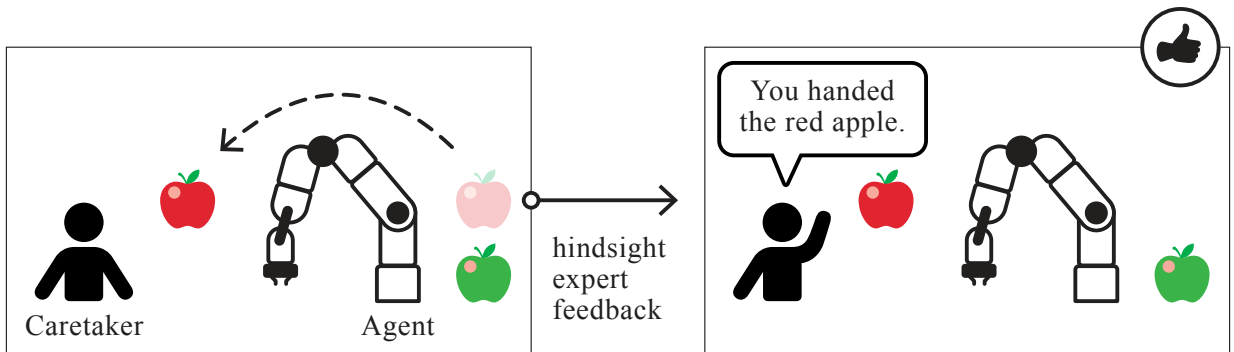 You handed
the red apple.
hindsight
expert
feedback
Caretaker
Agent